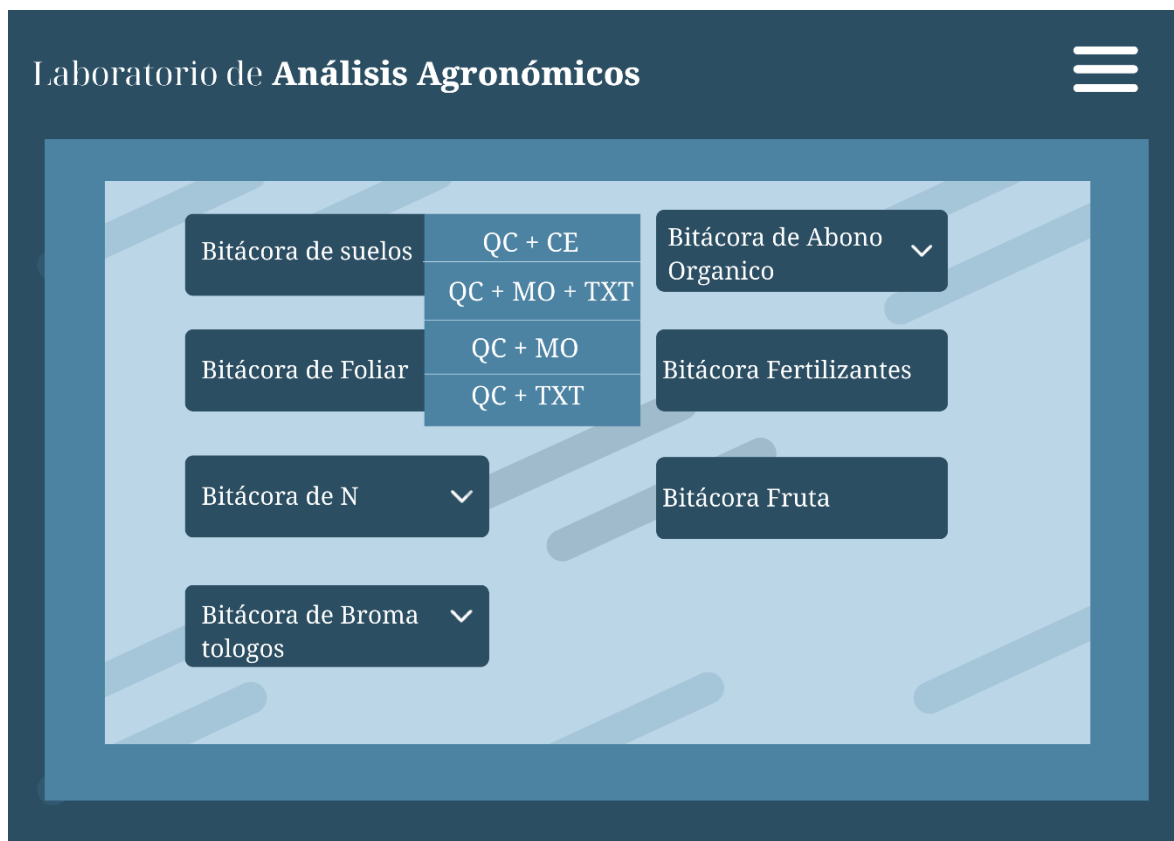 Laboratorio de Análisis Agronómicos
Bitácora de suelos
QC + CE
QC + MO + TXT
QC + MO
QC + TXT
Bitácora de Abono
Organico
Bitácora de Foliar
Bitácora Fertilizantes
Bitácora de N
Bitácora Fruta
Bitácora de Broma
tologos